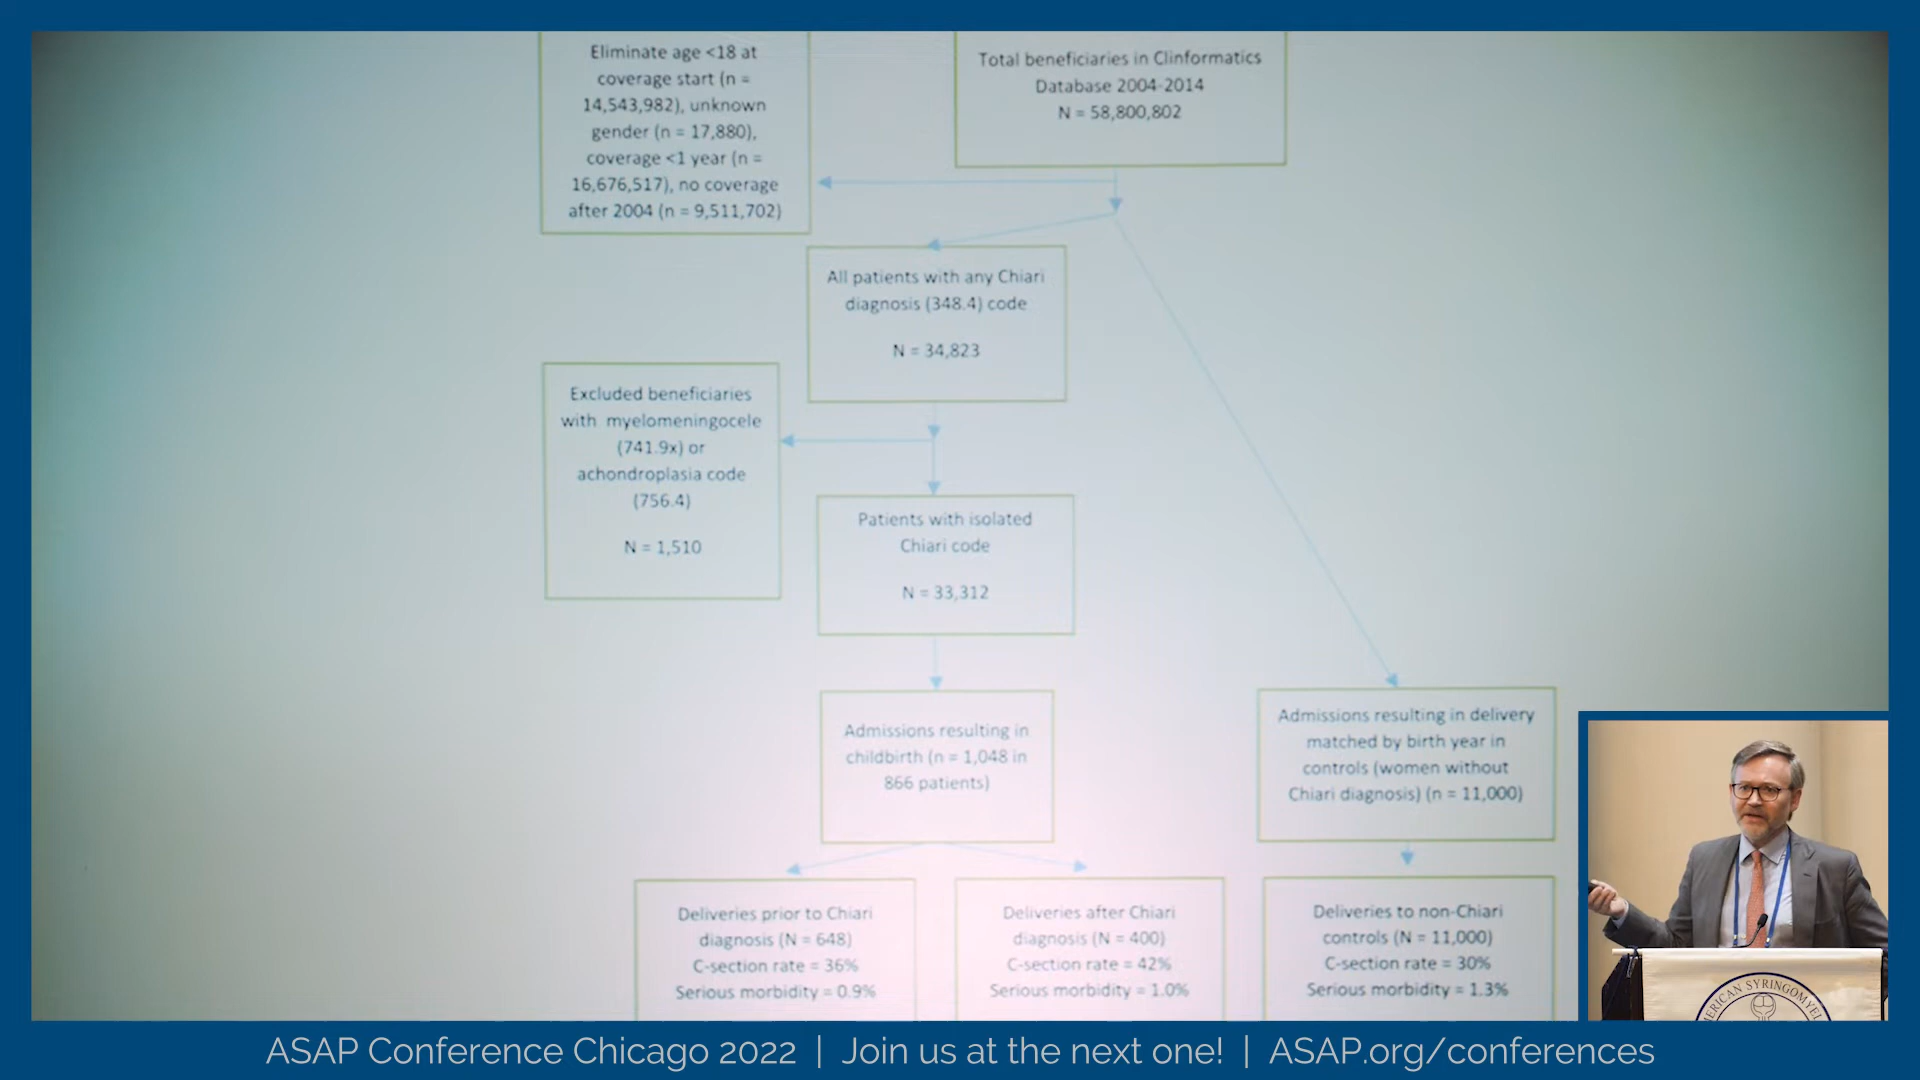 Eliminate age <18 at
coverage start (n =
14,543,982), unknown
gender (n = 17,880),
coverage <1 year (n =
16,676,517), no coverage
after 2004 (n = 9,511,702)
Total beneficiaries in Clinformatics
Database 2004-2014
N = 58,800,802
All patients with any Chiari
diagnosis (348.4) code
N = 34,823
Excluded beneficiaries
with myelomeningocele
(741.9x) or
achondroplasia code
(756.4)
N = 1,510
Patients with isolated
Chiari code
N = 33,312
Admissions resulting in
childbirth (n = 1,048 in
866 patients)
Admissions resulting in delivery
matched by birth year in
controls (women without
Chiari diagnosis) (n = 11,000)
Deliveries prior to Chiari
diagnosis (N = 648)
C-section rate = 36%
Serious morbidity = 0.9%
Deliveries after Chiari
diagnosis (N = 400)
C-section rate = 42%
Serious morbidity = 1.0%
Deliveries to non-Chiari
controls (N = 11,000)
C-section rate = 30%
Serious morbidity = 1.3%
ASAP Conference Chicago 2022 | Join us at the next one! | ASAP.org/conferences